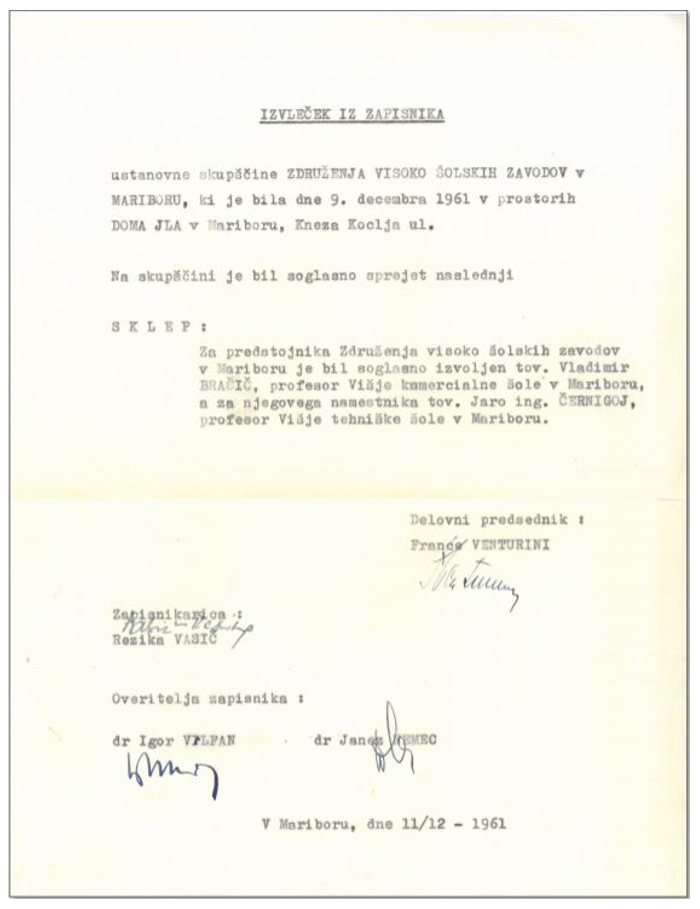 IZVLEČEK IZ ZAPISNIKA
ustanovne skupščine ZDRUŽENJA VISOKO ŠOLSKIH ZAVODOV v
MARIBORU, ki je bila dne 9. decembra 1961 v prostorih
DOMA JLA v Mariboru, Kneza Koclja ul.
Na skupščini je bil soglasno sprejet naslednji
S K L E P :
Za predstojnika Združenja visoko šolskih zavodov
v Mariboru je bil soglasno izvoljen tov. Vladimir
BRAČIČ, profesor Višje komercialne šole v Mariboru,
a za njegovega namestnika tov. Jaro ing. ČERNIGOJ,
profesor Višje tehniške šole v Mariboru.
Delovni predsednik :
France VENTURINI
Zapisnikarica :
Rezika VASIČ
Overitelja zapisnika :
dr Igor VILFAN dr Janez NEMEC
V Mariboru, dne 11/12 - 1961